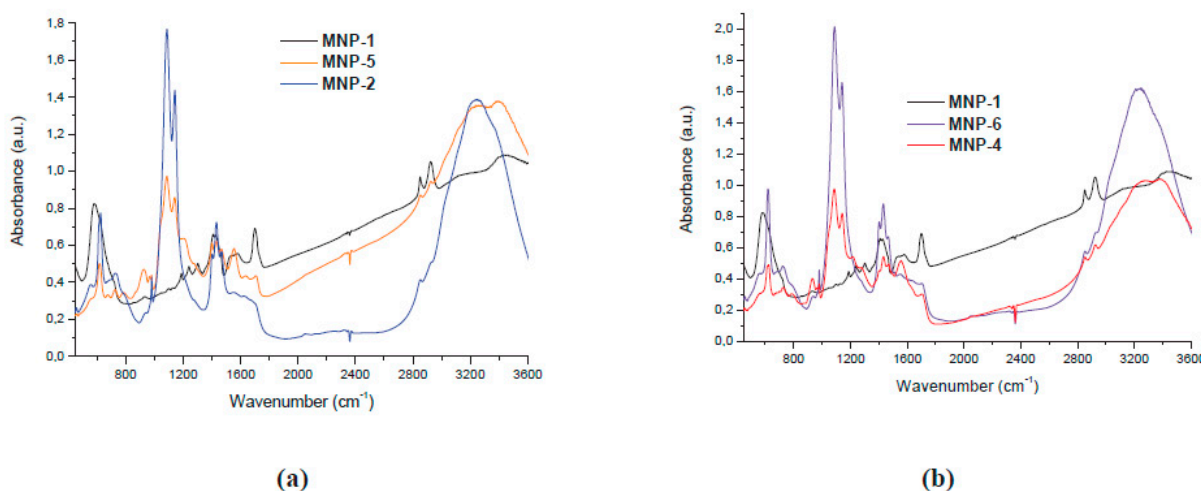 1,8
1,6
1,4
1,2
1,0
0,8
0,6
0,4
0,2
0,0
Absorbance (a.u.)
MNP-1
MNP-5
MNP-2
800 1200 1600 2000 2400 2800 3200 3600
Wavenumber (cm⁻¹)
(a)
2,0
1,8
1,6
1,4
1,2
1,0
0,8
0,6
0,4
0,2
0,0
Absorbance (a.u.)
MNP-1
MNP-6
MNP-4
800 1200 1600 2000 2400 2800 3200 3600
Wavenumber (cm⁻¹)
(b)